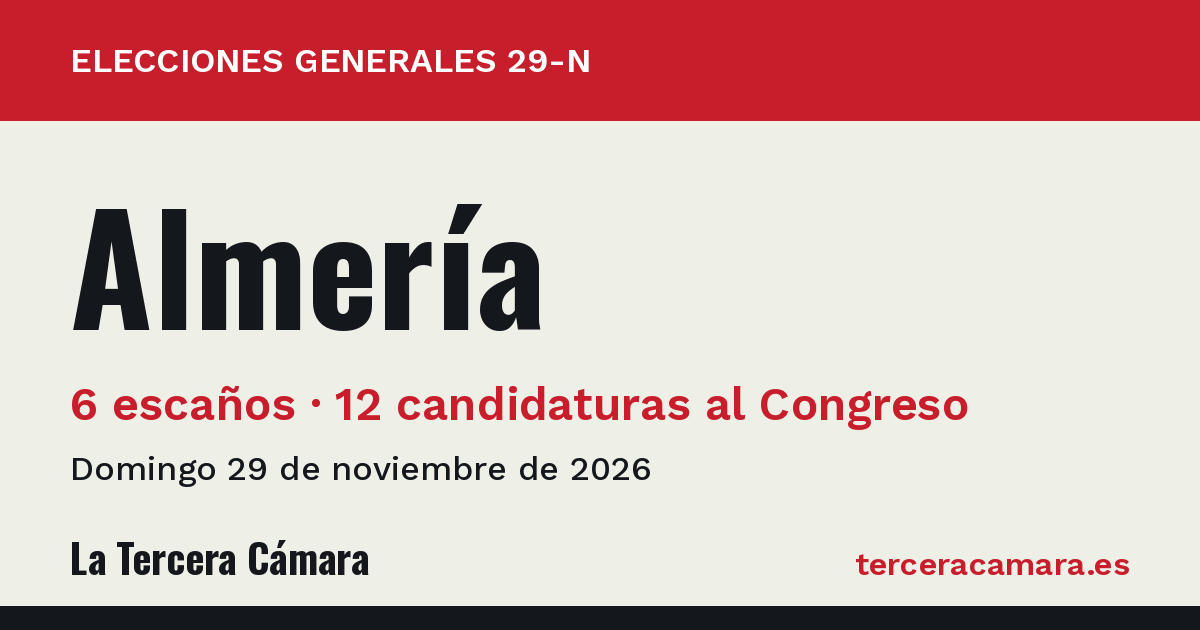 ELECCIONES GENERALES 29-N
Almería
6 escaños · 12 candidaturas al Congreso
Domingo 29 de noviembre de 2026
La Tercera Cámara
terceracamara.es